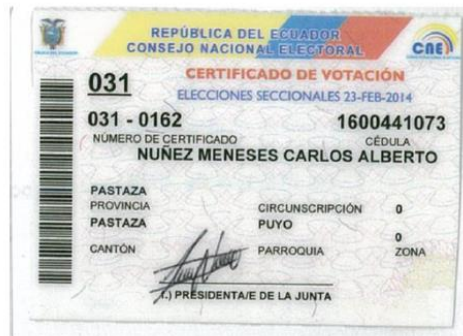 REPÚBLICA DEL ECUADOR
CONSEJO NACIONAL ELECTORAL
CNE
CERTIFICADO DE VOTACIÓN
031
ELECCIONES SECCIONALES 23-FEB-2014
031 - 0162 1600441073
NÚMERO DE CERTIFICADO CÉDULA
NUÑEZ MENESES CARLOS ALBERTO
PASTAZA
PROVINCIA CIRCUNSCRIPCIÓN 0
PASTAZA PUYO
0
CANTÓN PARROQUIA ZONA
f.) PRESIDENTA/E DE LA JUNTA